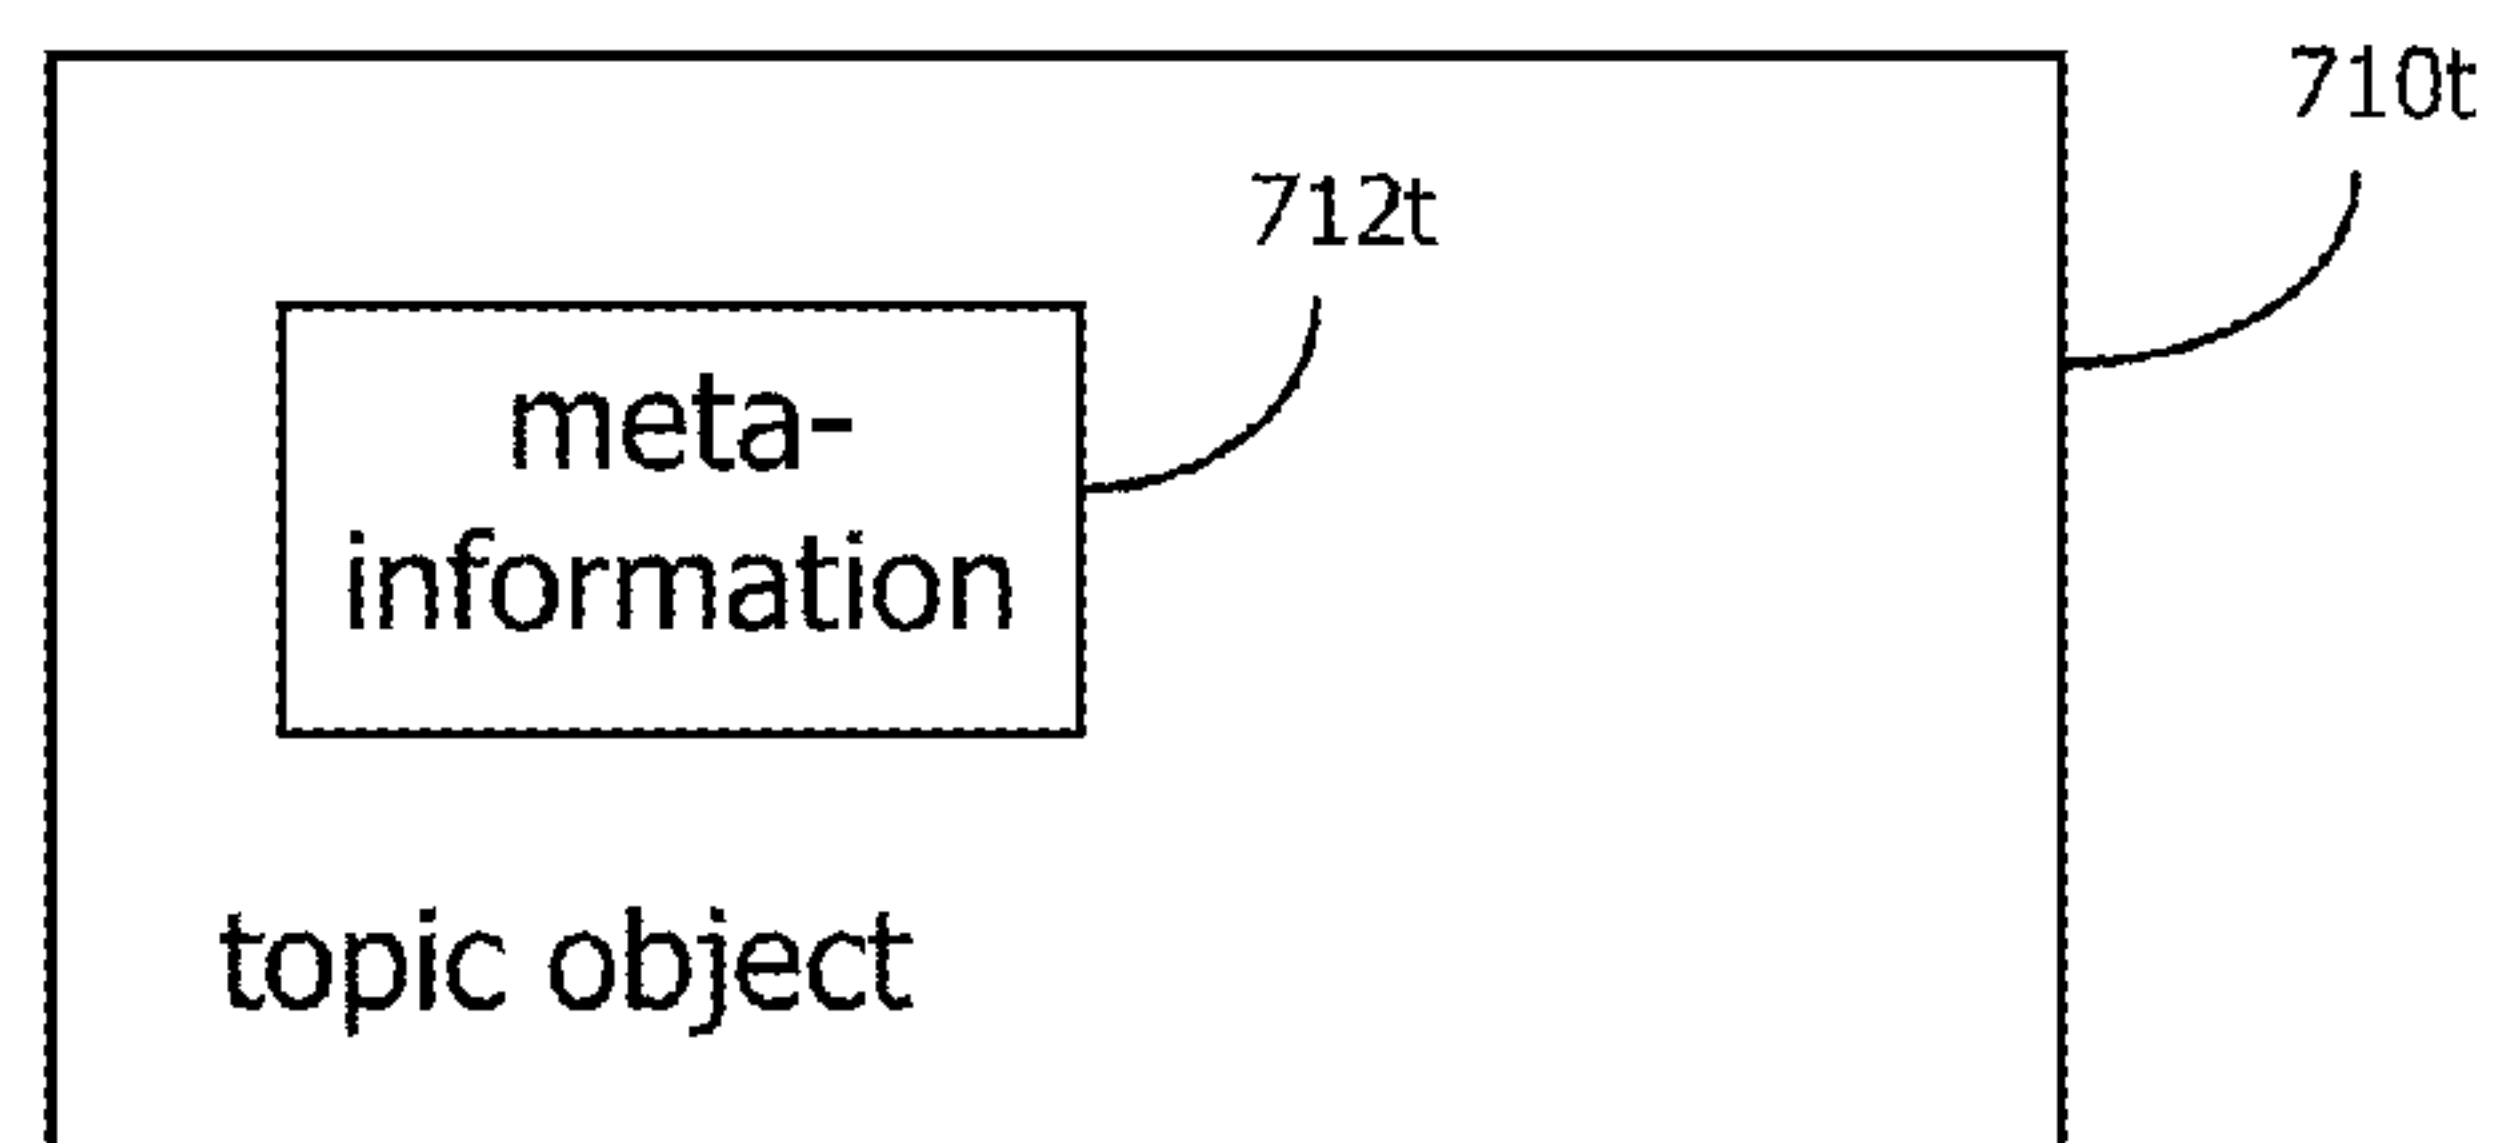 710t
712t
meta-
information
topic object